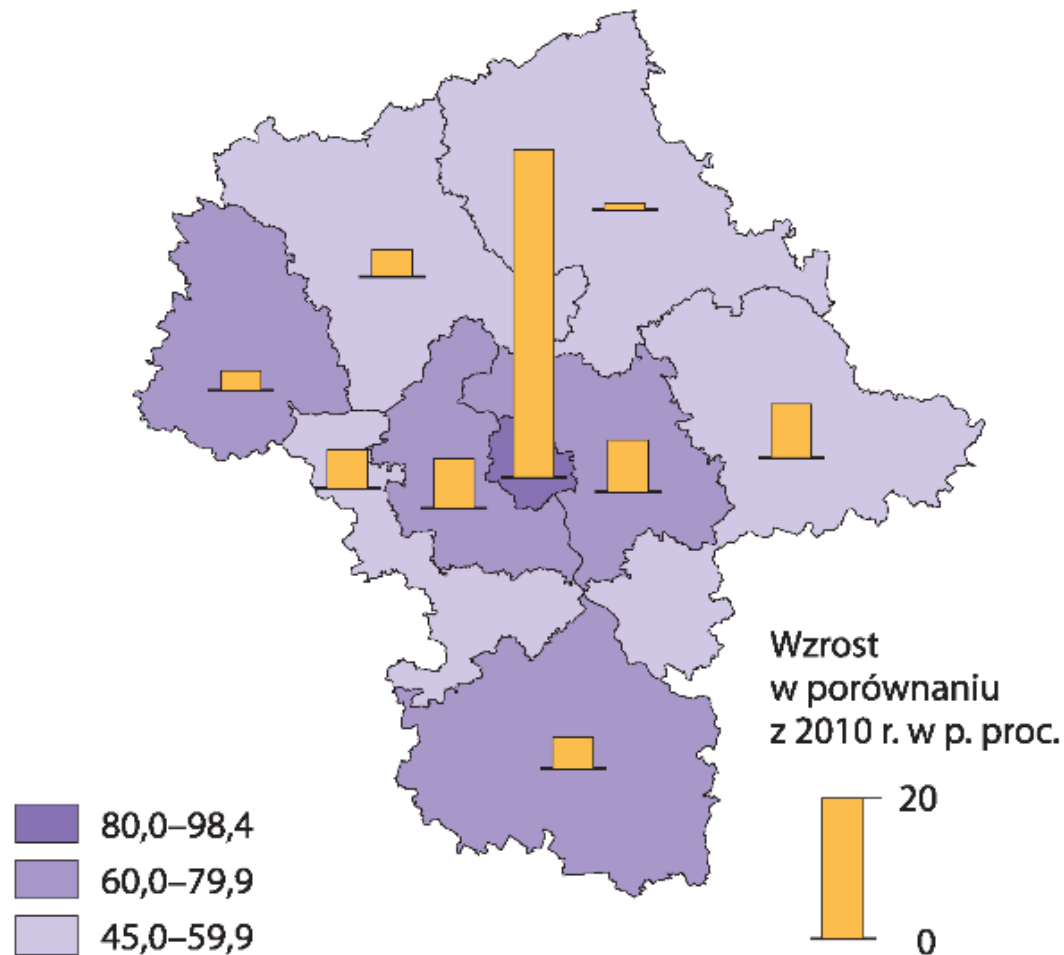 Wzrost
w porównaniu
z 2010 r. w p. proc.
20
0
80,0–98,4
60,0–79,9
45,0–59,9